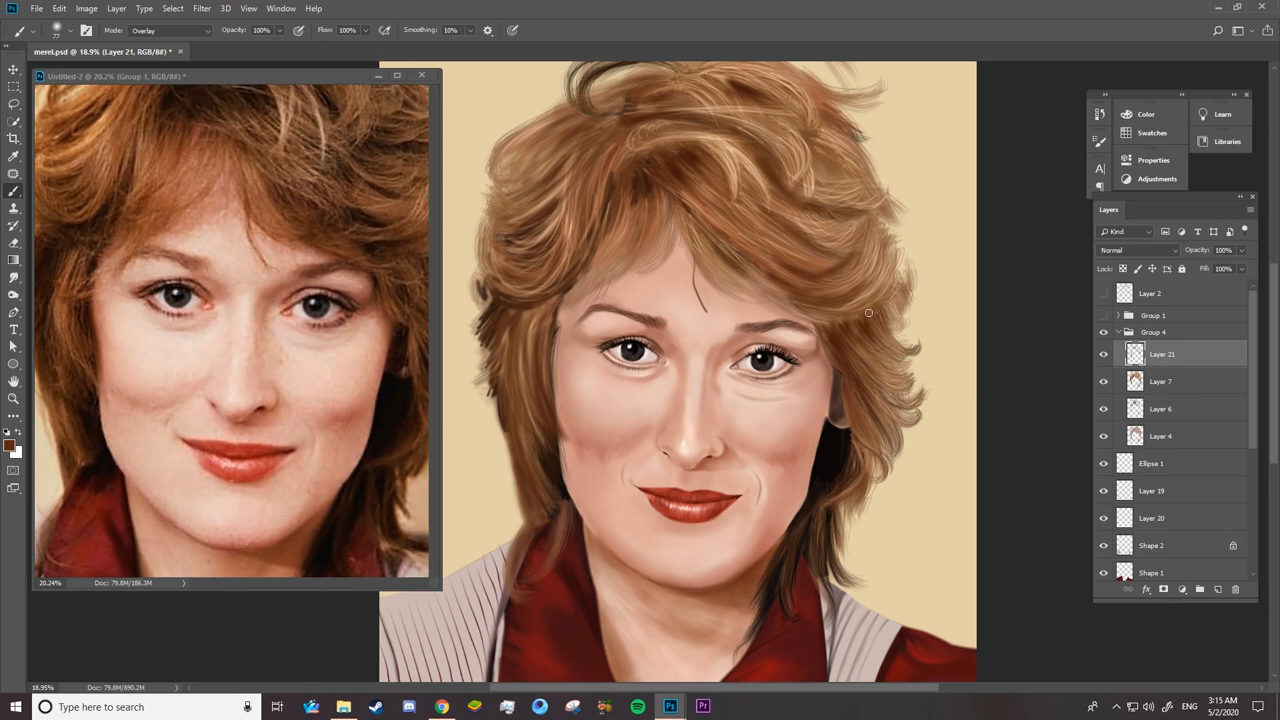 Ps File Edit Image Layer Type Select Filter 3D View Window Help
77 Mode: Overlay Opacity: 100% Flow: 100% Smoothing: 10%
merel.psd @ 18.9% (Layer 21, RGB/8#) *
Untitled-2 @ 20.2% (Group 1, RGB/8#) *
Color
Learn
Swatches
Libraries
Properties
Adjustments
Layers
Kind
Normal Opacity: 100%
Lock: Fill: 100%
Layer 2
Group 1
Group 4
Layer 21
Layer 7
Layer 6
Layer 4
Ellipse 1
Layer 19
Layer 20
Shape 2
Shape 1
20.24% Doc: 79.8M/186.3M
18.95% Doc: 79.8M/890.2M
Type here to search
Ps
Pr
ENG
3:15 AM
5/2/2020